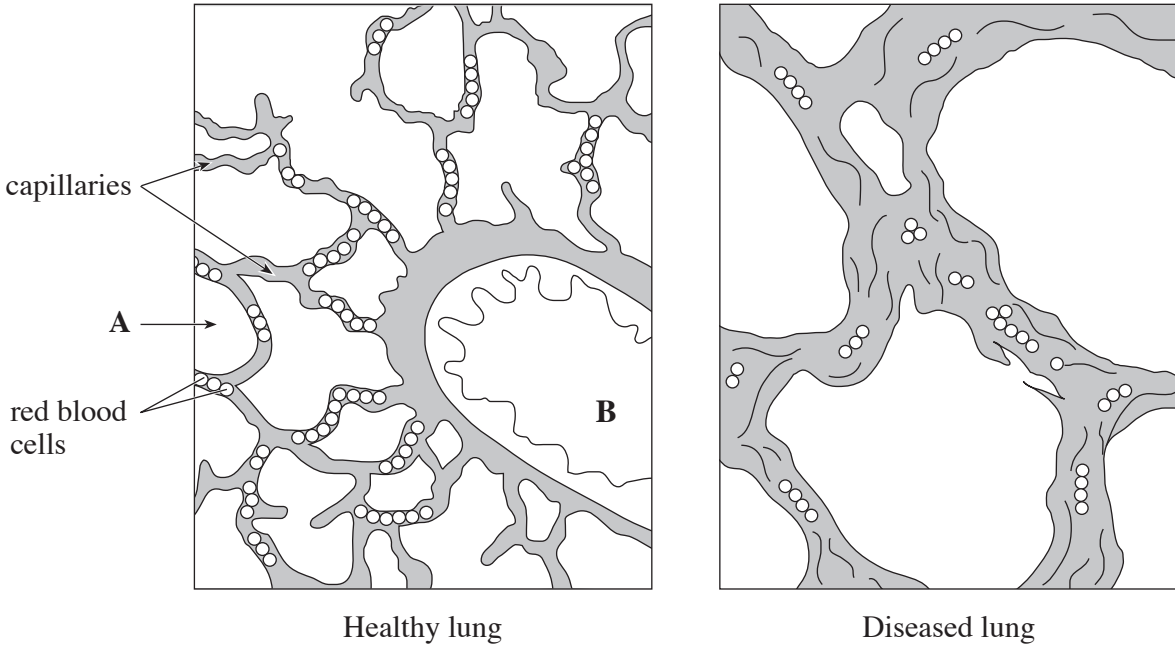 capillaries
A
red blood
cells
B
Healthy lung
Diseased lung